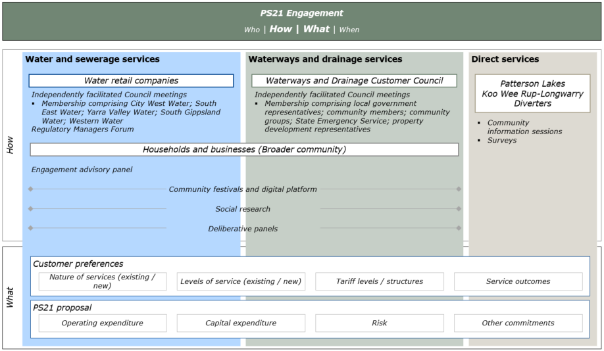 PS21 Engagement
Who | How | What | When
How
Water and sewerage services
Water retail companies
Independently facilitated Council meetings
• Membership comprising City West Water; South
East Water; Yarra Valley Water; South Gippsland
Water; Western Water
Regulatory Managers Forum
Waterways and drainage services
Waterways and Drainage Customer Council
Independently facilitated Council meetings
• Membership comprising local government
representatives; community members; community
groups; State Emergency Service; property
development representatives
Direct services
Patterson Lakes
Koo Wee Rup-Longwarry
Diverters
• Community
information sessions
• Surveys
Households and businesses (Broader community)
Engagement advisory panel
Community festivals and digital platform
Social research
Deliberative panels
What
Customer preferences
Nature of services (existing /
new)
Levels of service (existing / new)
Tariff levels / structures
Service outcomes
PS21 proposal
Operating expenditure
Capital expenditure
Risk
Other commitments